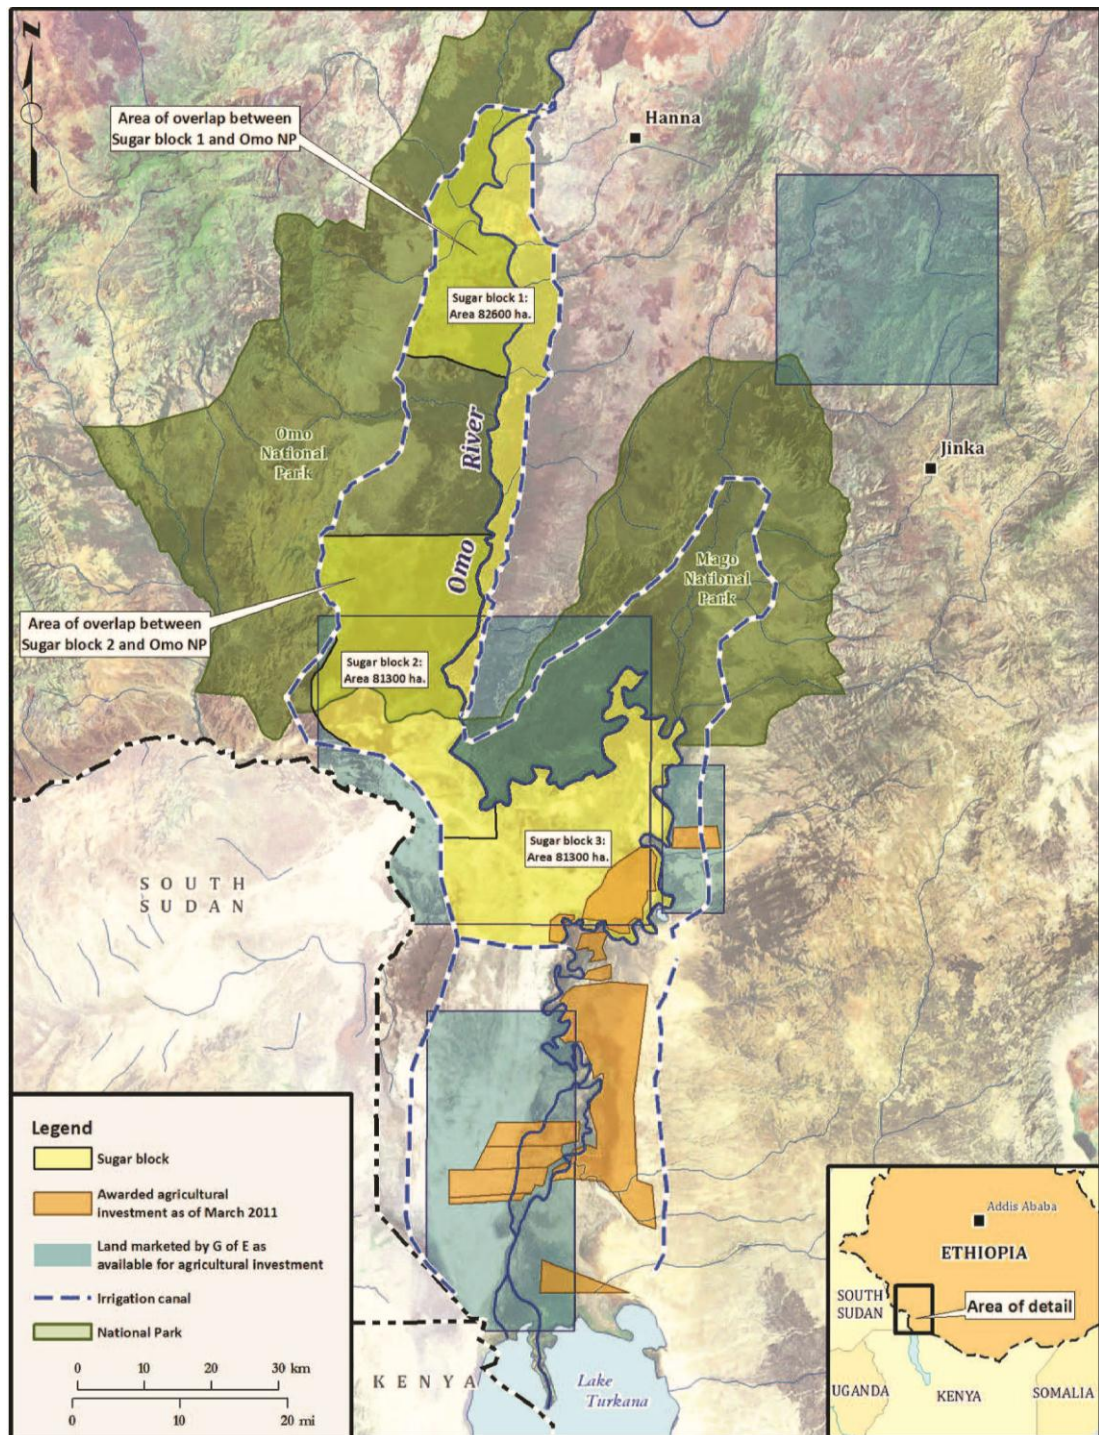 Z
Area of overlap between
Sugar block 1 and Omo NP
Hanna
Sugar block 1:
Area 82600 ha.
Omo
National
Park
River
Omo
Jinka
Mago
National
Park
Area of overlap between
Sugar block 2 and Omo NP
Sugar block 2:
Area 81300 ha.
Sugar block 3:
Area 81300 ha.
SOUTH
SUDAN
Legend
Sugar block
Awarded agricultural
investment as of March 2011
Land marketed by G of E as
available for agricultural investment
Irrigation canal
National Park
0 10 20 30 km
0 10 20 mi
KENYA
Lake
Turkana
Addis Ababa
ETHIOPIA
SOUTH
SUDAN
Area of detail
UGANDA
KENYA
SOMALIA